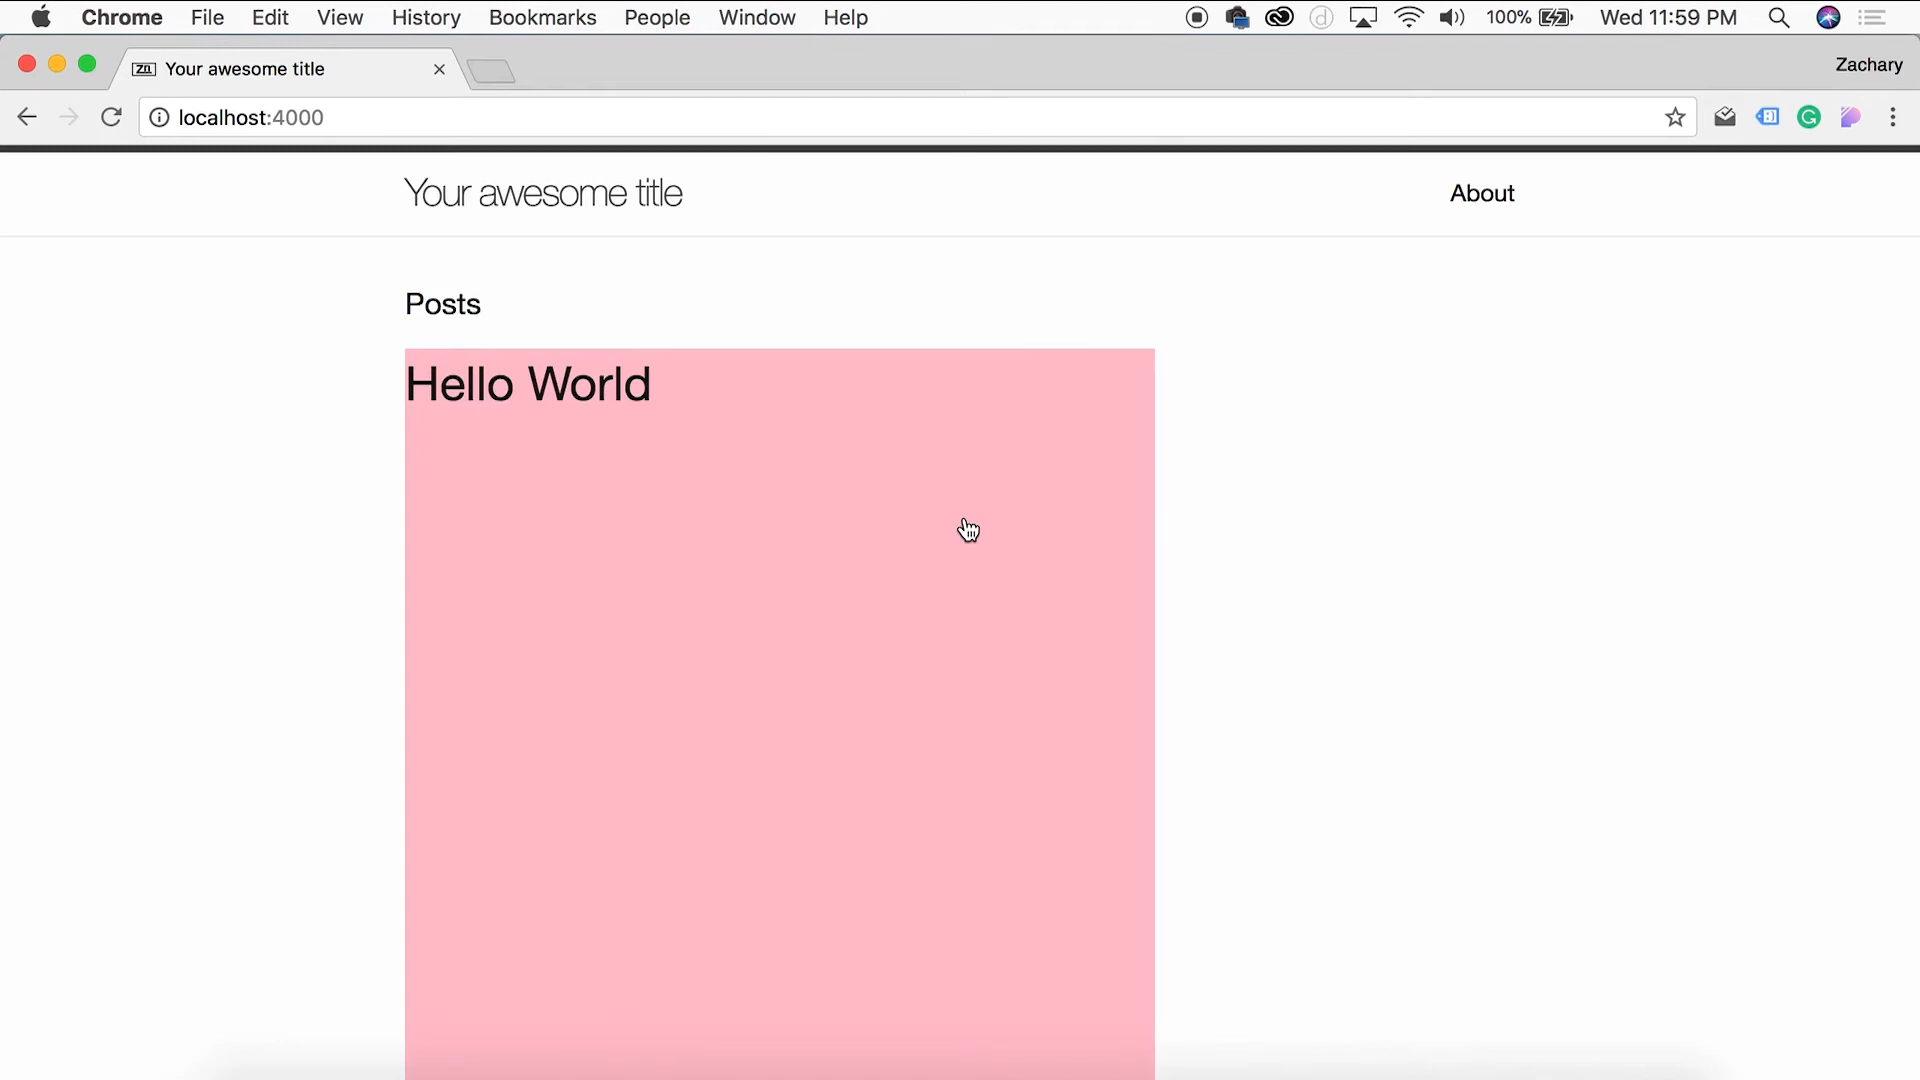 Chrome File Edit View History Bookmarks People Window Help 100% Wed 11:59 PM
Zn Your awesome title Zachary
localhost:4000
Your awesome title About
Posts
Hello World